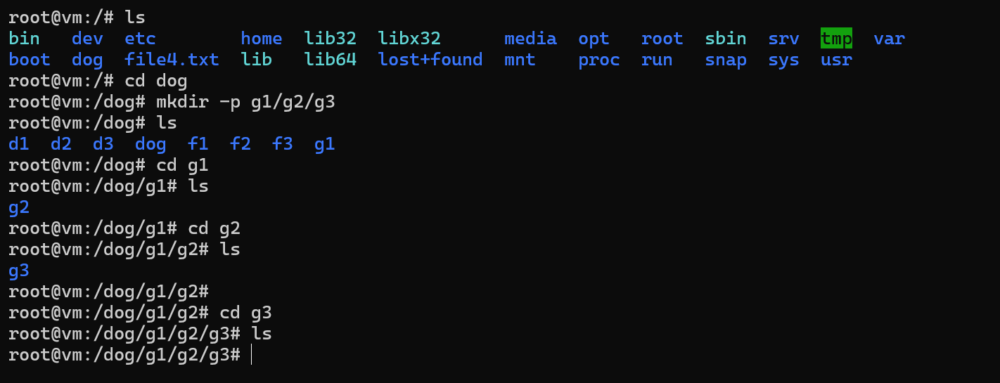 root@vm:/# ls
bin   dev  etc        home  lib32  libx32      media  opt   root  sbin  srv  tmp  var
boot  dog  file4.txt  lib   lib64  lost+found  mnt    proc  run   snap  sys  usr
root@vm:/# cd dog
root@vm:/dog# mkdir -p g1/g2/g3
root@vm:/dog# ls
d1  d2  d3  dog  f1  f2  f3  g1
root@vm:/dog# cd g1
root@vm:/dog/g1# ls
g2
root@vm:/dog/g1# cd g2
root@vm:/dog/g1/g2# ls
g3
root@vm:/dog/g1/g2#
root@vm:/dog/g1/g2# cd g3
root@vm:/dog/g1/g2/g3# ls
root@vm:/dog/g1/g2/g3#